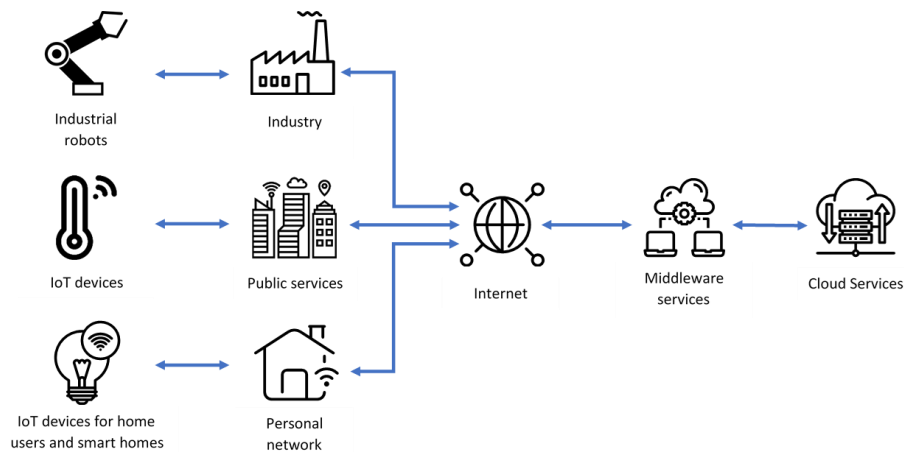 Industrial
robots
Industry
IoT devices
Public services
Internet
Middleware
services
Cloud Services
IoT devices for home
users and smart homes
Personal
network